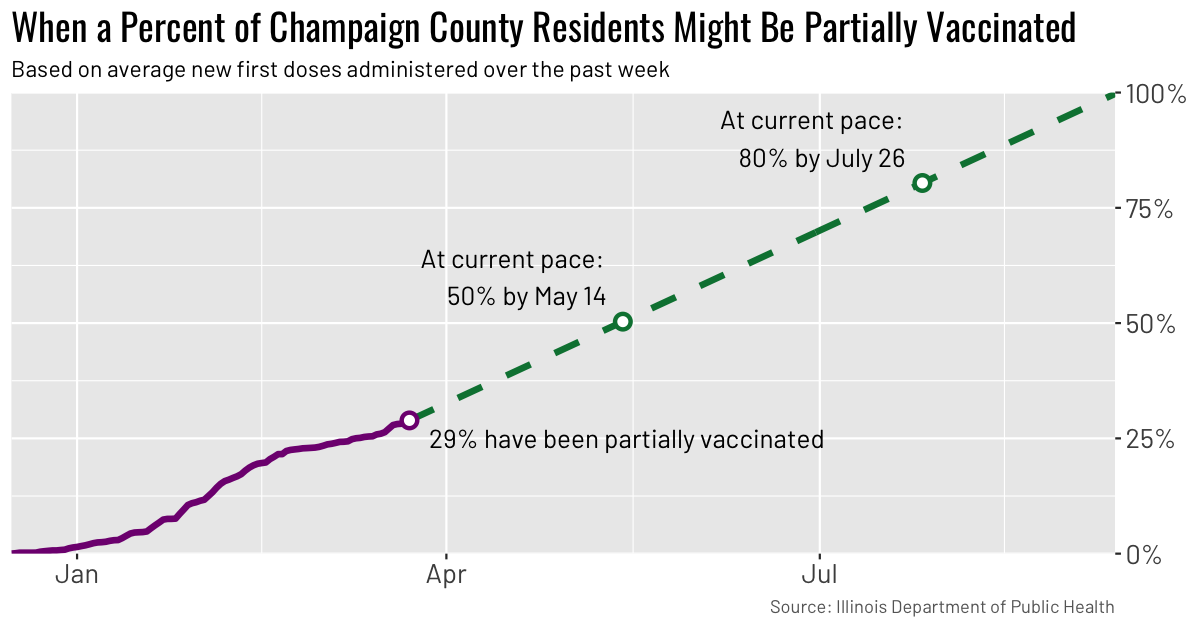 When a Percent of Champaign County Residents Might Be Partially Vaccinated
Based on average new first doses administered over the past week
100%
At current pace:
80% by July 26
75%
At current pace:
50% by May 14
50%
29% have been partially vaccinated
25%
0%
Jan
Apr
Jul
Source: Illinois Department of Public Health